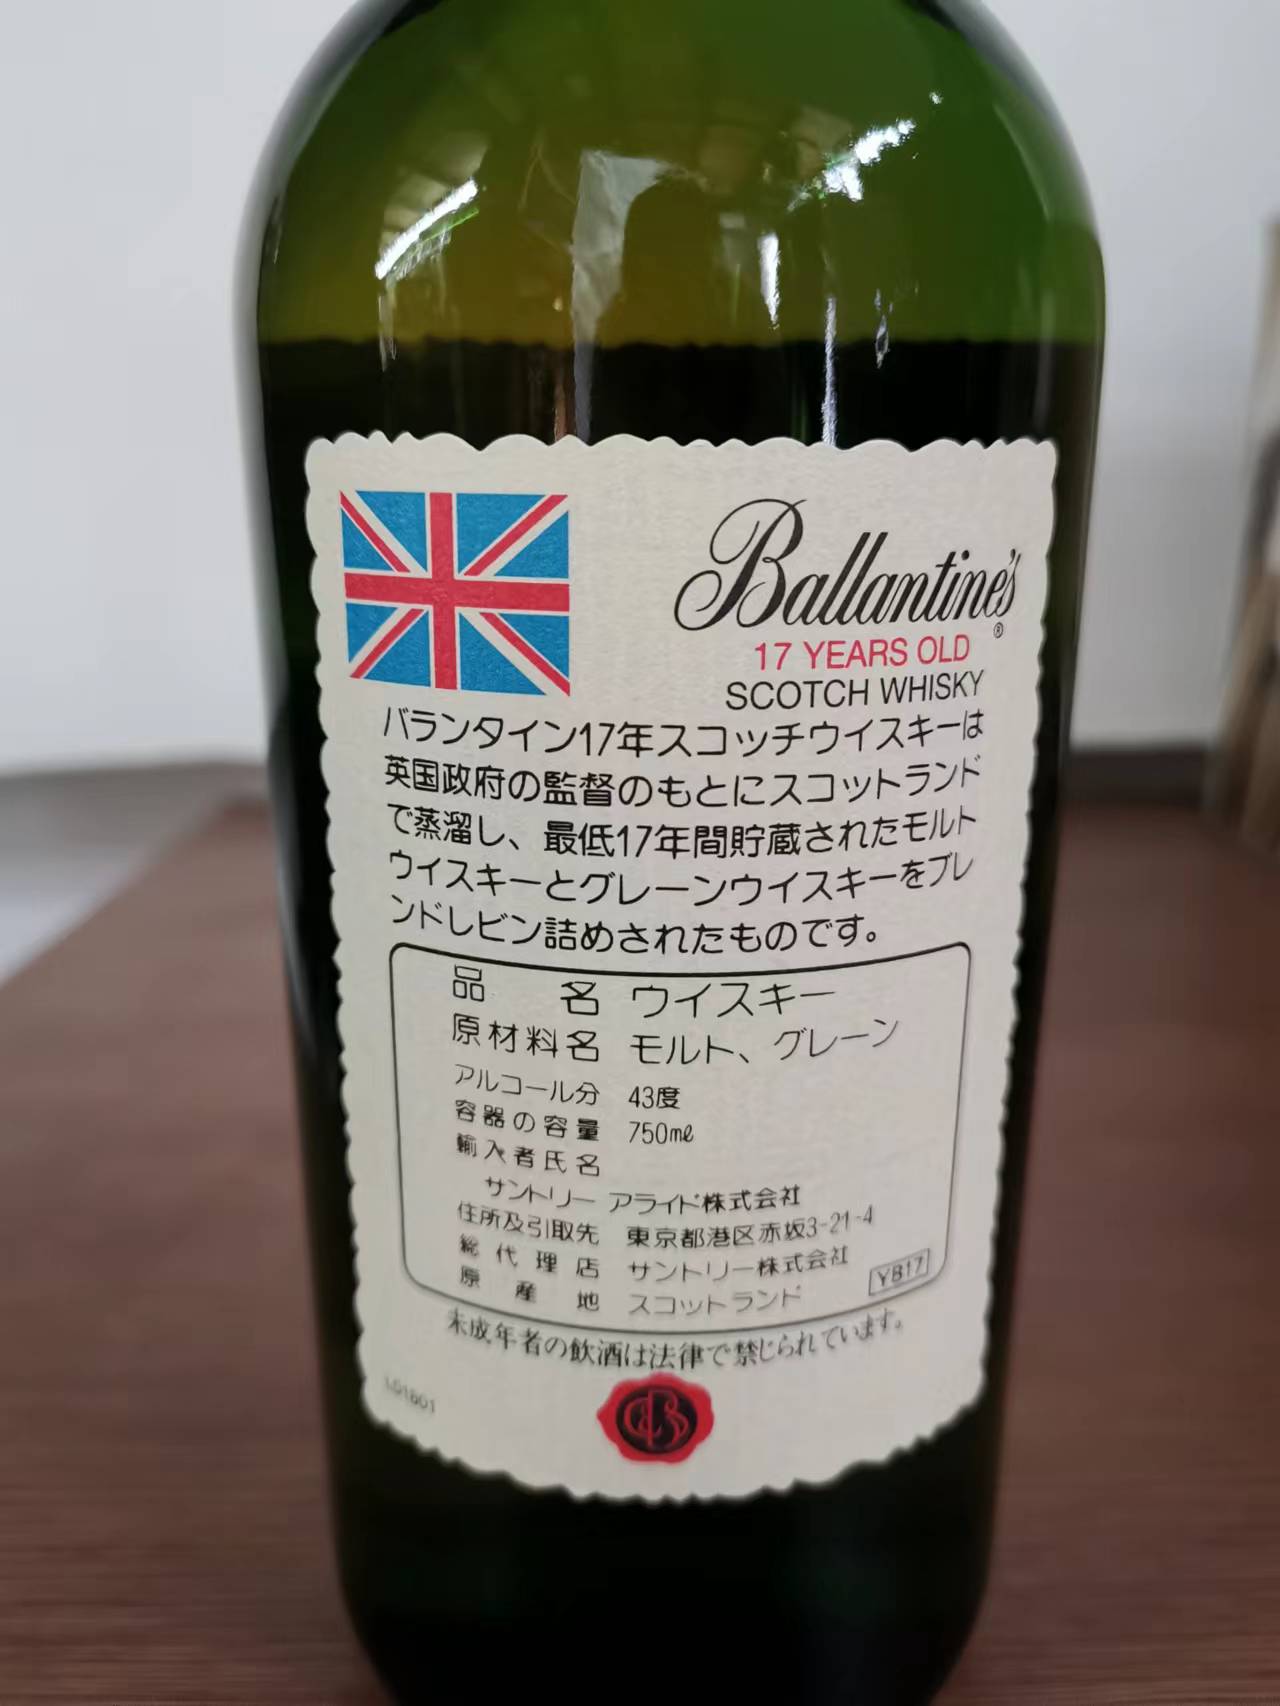 Ballantine's
®
17 YEARS OLD
SCOTCH WHISKY
バランタイン17年スコッチウイスキーは
英国政府の監督のもとにスコットランド
で蒸溜し、最低17年間貯蔵されたモルト
ウイスキーとグレーンウイスキーをブレ
ンドレビン詰めされたものです。
品名 ウイスキー
原材料名 モルト、グレーン
アルコール分 43度
容器の容量 750mℓ
輸入者氏名
サントリーアライド株式会社
住所及引取先 東京都港区赤坂3-21-4
総代理店 サントリー株式会社
原産地 スコットランド
YB17
未成年者の飲酒は法律で禁じられています。
L01601